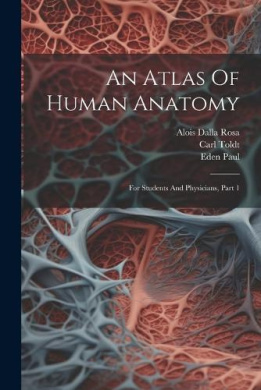 An Atlas Of
Human Anatomy
Alois Dalla Rosa
Carl Toldt
Eden Paul
For Students And Physicians, Part 1